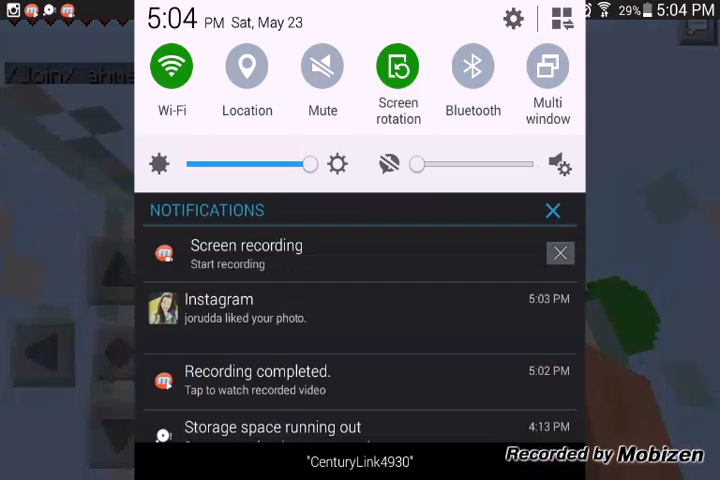 5:04 PM Sat, May 23
29% 5:04 PM
/Join/ ahme
Wi-Fi
Location
Mute
Screen
rotation
Bluetooth
Multi
window
NOTIFICATIONS
Screen recording
Start recording
Instagram 5:03 PM
jorudda liked your photo.
Recording completed. 5:02 PM
Tap to watch recorded video
Storage space running out 4:13 PM
"CenturyLink4930"
Recorded by Mobizen